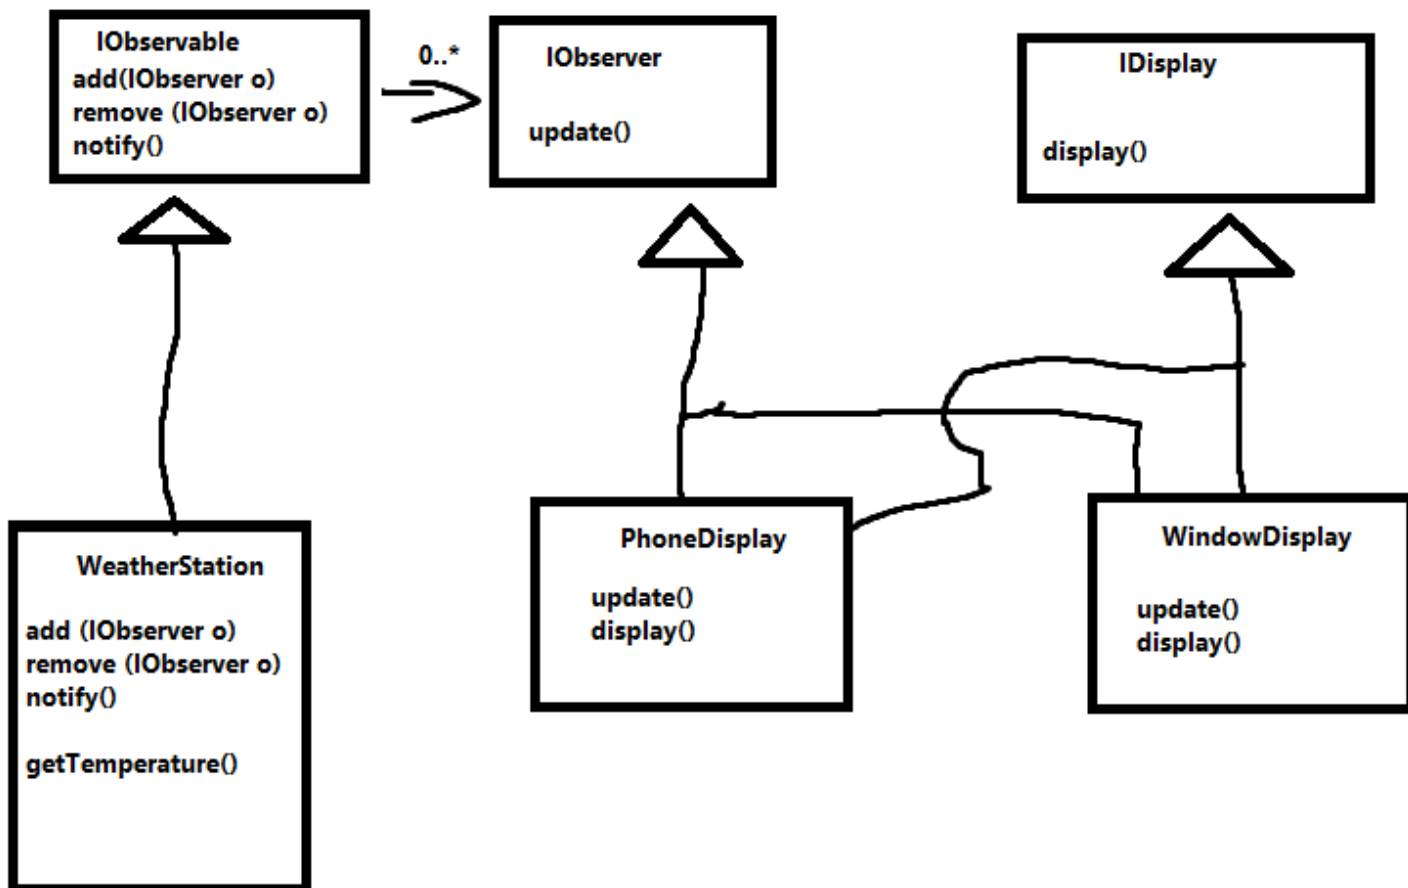 IObservable
add(IObserver o)
remove (IObserver o)
notify()
0..*
IObserver
update()
IDisplay
display()
WeatherStation
add (IObserver o)
remove (IObserver o)
notify()
getTemperature()
PhoneDisplay
update()
display()
WindowDisplay
update()
display()